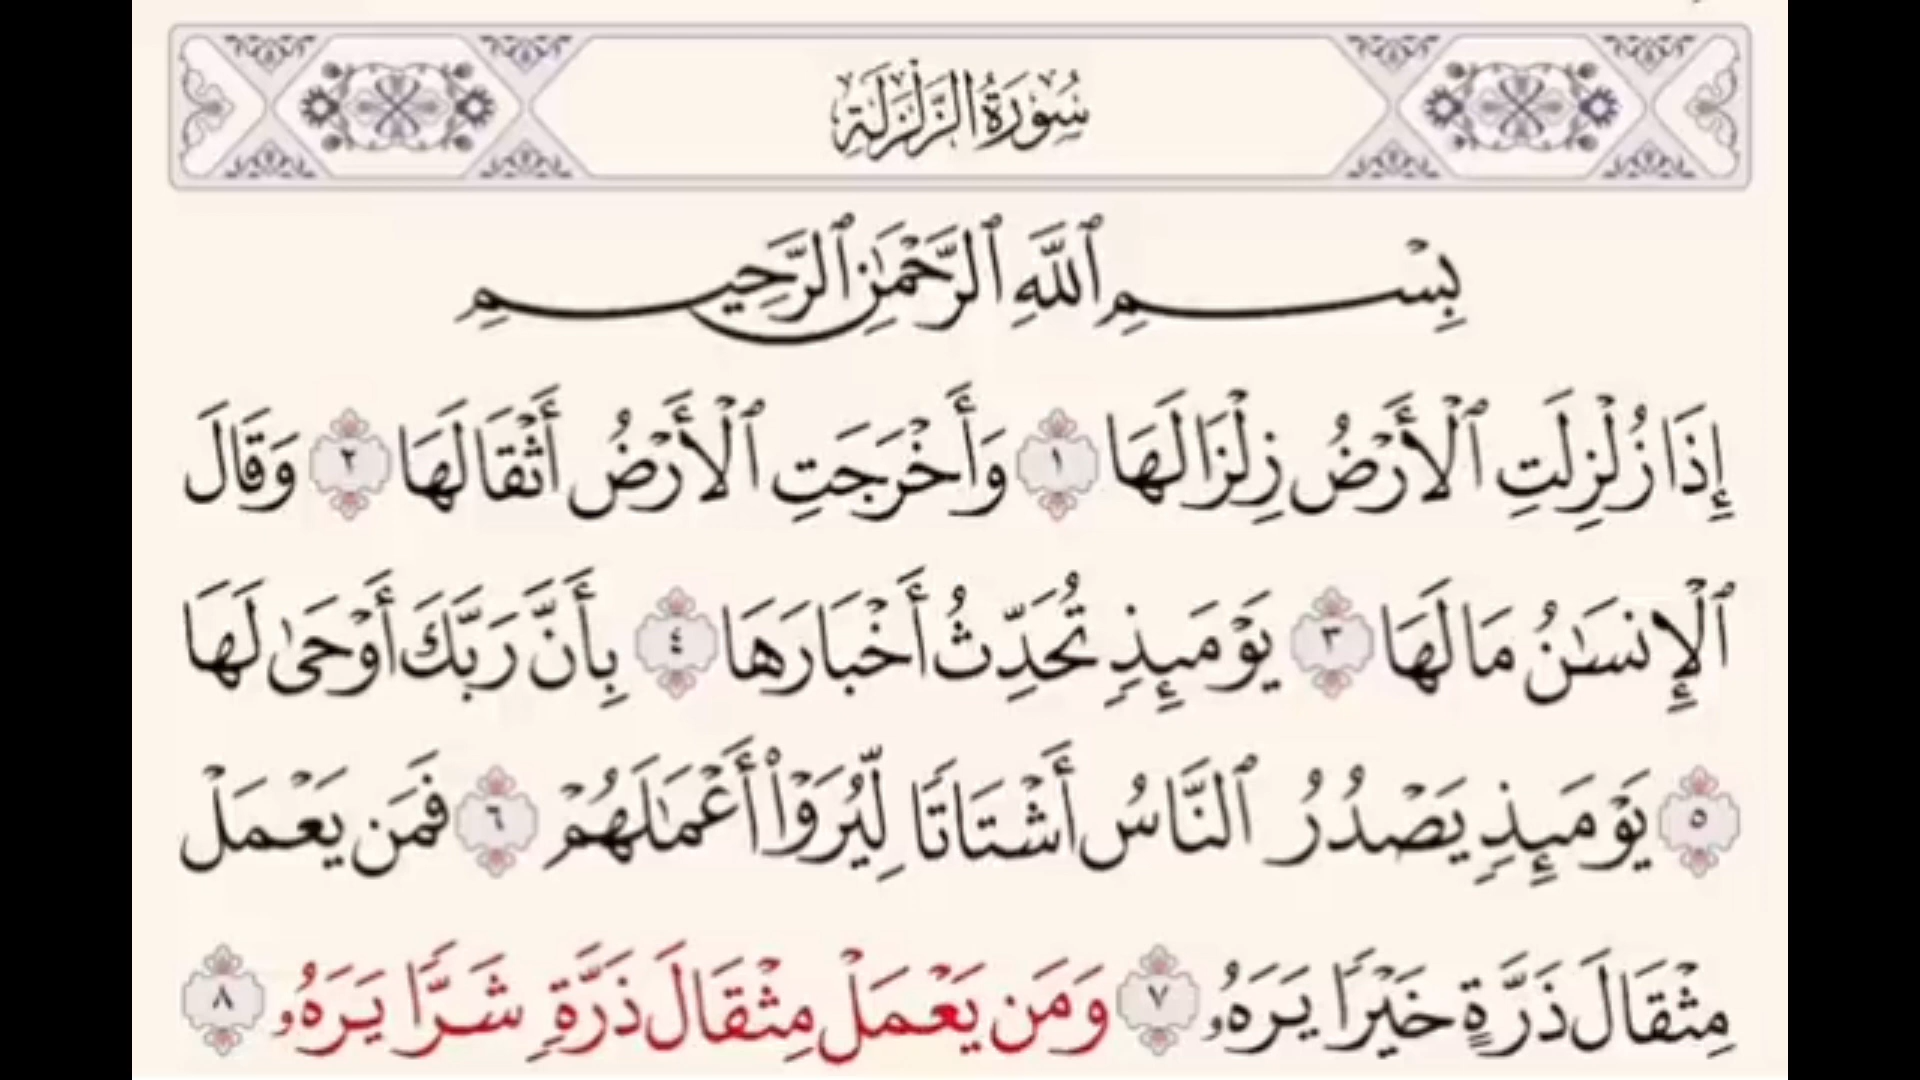 سُورَةُ الزَّلْزَلَةِ
بِسْمِ ٱللَّهِ ٱلرَّحْمَٰنِ ٱلرَّحِيمِ
إِذَا زُلْزِلَتِ ٱلْأَرْضُ زِلْزَالَهَا ١ وَأَخْرَجَتِ ٱلْأَرْضُ أَثْقَالَهَا ٢ وَقَالَ
ٱلْإِنسَٰنُ مَا لَهَا ٣ يَوْمَئِذٍ تُحَدِّثُ أَخْبَارَهَا ٤ بِأَنَّ رَبَّكَ أَوْحَىٰ لَهَا
٥ يَوْمَئِذٍ يَصْدُرُ ٱلنَّاسُ أَشْتَاتًا لِّيُرَوْا۟ أَعْمَٰلَهُمْ ٦ فَمَن يَعْمَلْ
مِثْقَالَ ذَرَّةٍ خَيْرًا يَرَهُۥ ٧ وَمَن يَعْمَلْ مِثْقَالَ ذَرَّةٍ شَرًّا يَرَهُۥ ٨